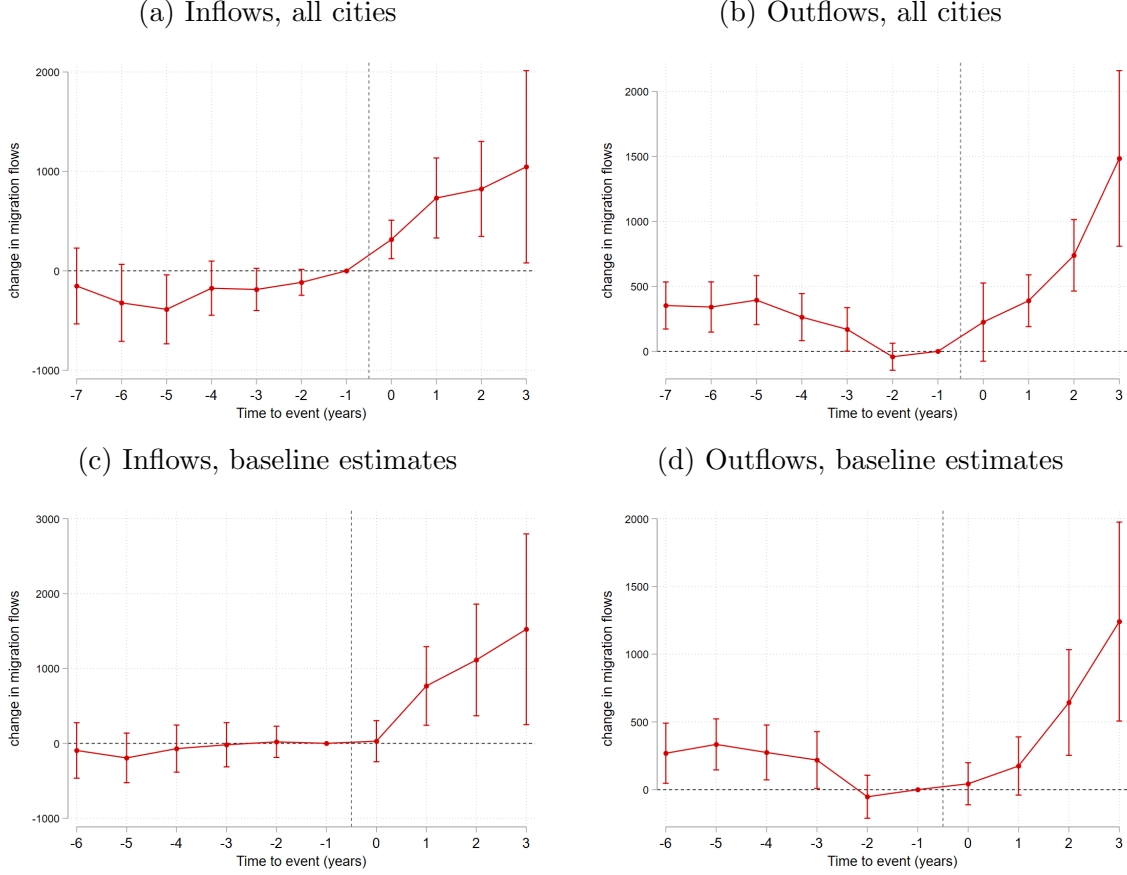 (a) Inflows, all cities
(b) Outflows, all cities
change in migration flows
2000
1000
0
-1000
-7 -6 -5 -4 -3 -2 -1 0 1 2 3
Time to event (years)
change in migration flows
2000
1500
1000
500
0
-7 -6 -5 -4 -3 -2 -1 0 1 2 3
Time to event (years)
(c) Inflows, baseline estimates
(d) Outflows, baseline estimates
change in migration flows
3000
2000
1000
0
-1000
-6 -5 -4 -3 -2 -1 0 1 2 3
Time to event (years)
change in migration flows
2000
1500
1000
500
0
-6 -5 -4 -3 -2 -1 0 1 2 3
Time to event (years)